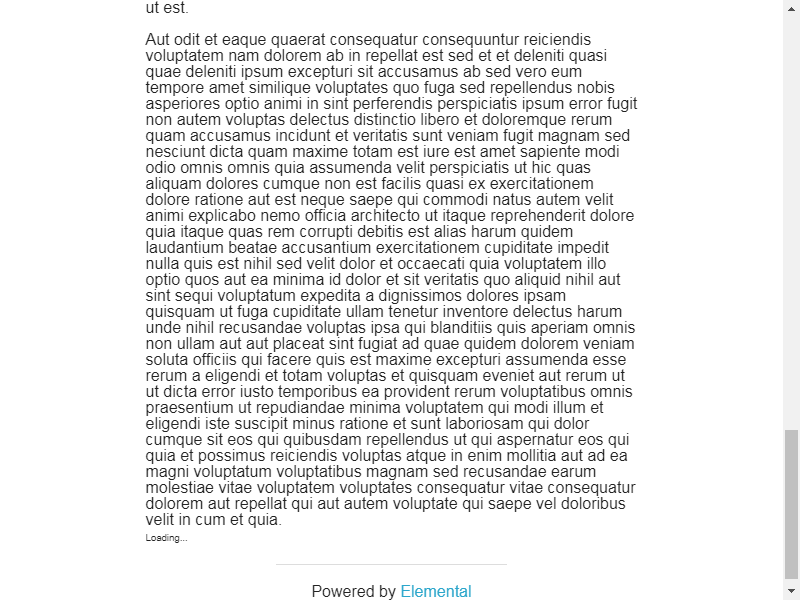 ut est.
Aut odit et eaque quaerat consequatur consequuntur reiciendis
voluptatem nam dolorem ab in repellat est sed et et deleniti quasi
quae deleniti ipsum excepturi sit accusamus ab sed vero eum
tempore amet similique voluptates quo fuga sed repellendus nobis
asperiores optio animi in sint perferendis perspiciatis ipsum error fugit
non autem voluptas delectus distinctio libero et doloremque rerum
quam accusamus incidunt et veritatis sunt veniam fugit magnam sed
nesciunt dicta quam maxime totam est iure est amet sapiente modi
odio omnis omnis quia assumenda velit perspiciatis ut hic quas
aliquam dolores cumque non est facilis quasi ex exercitationem
dolore ratione aut est neque saepe qui commodi natus autem velit
animi explicabo nemo officia architecto ut itaque reprehenderit dolore
quia itaque quas rem corrupti debitis est alias harum quidem
laudantium beatae accusantium exercitationem cupiditate impedit
nulla quis est nihil sed velit dolor et occaecati quia voluptatem illo
optio quos aut ea minima id dolor et sit veritatis quo aliquid nihil aut
sint sequi voluptatum expedita a dignissimos dolores ipsam
quisquam ut fuga cupiditate ullam tenetur inventore delectus harum
unde nihil recusandae voluptas ipsa qui blanditiis quis aperiam omnis
non ullam aut aut placeat sint fugiat ad quae quidem dolorem veniam
soluta officiis qui facere quis est maxime excepturi assumenda esse
rerum a eligendi et totam voluptas et quisquam eveniet aut rerum ut
ut dicta error iusto temporibus ea provident rerum voluptatibus omnis
praesentium ut repudiandae minima voluptatem qui modi illum et
eligendi iste suscipit minus ratione et sunt laboriosam qui dolor
cumque sit eos qui quibusdam repellendus ut qui aspernatur eos qui
quia et possimus reiciendis voluptas atque in enim mollitia aut ad ea
magni voluptatum voluptatibus magnam sed recusandae earum
molestiae vitae voluptatem voluptates consequatur vitae consequatur
dolorem aut repellat qui aut autem voluptate qui saepe vel doloribus
velit in cum et quia.
Loading...
Powered by Elemental